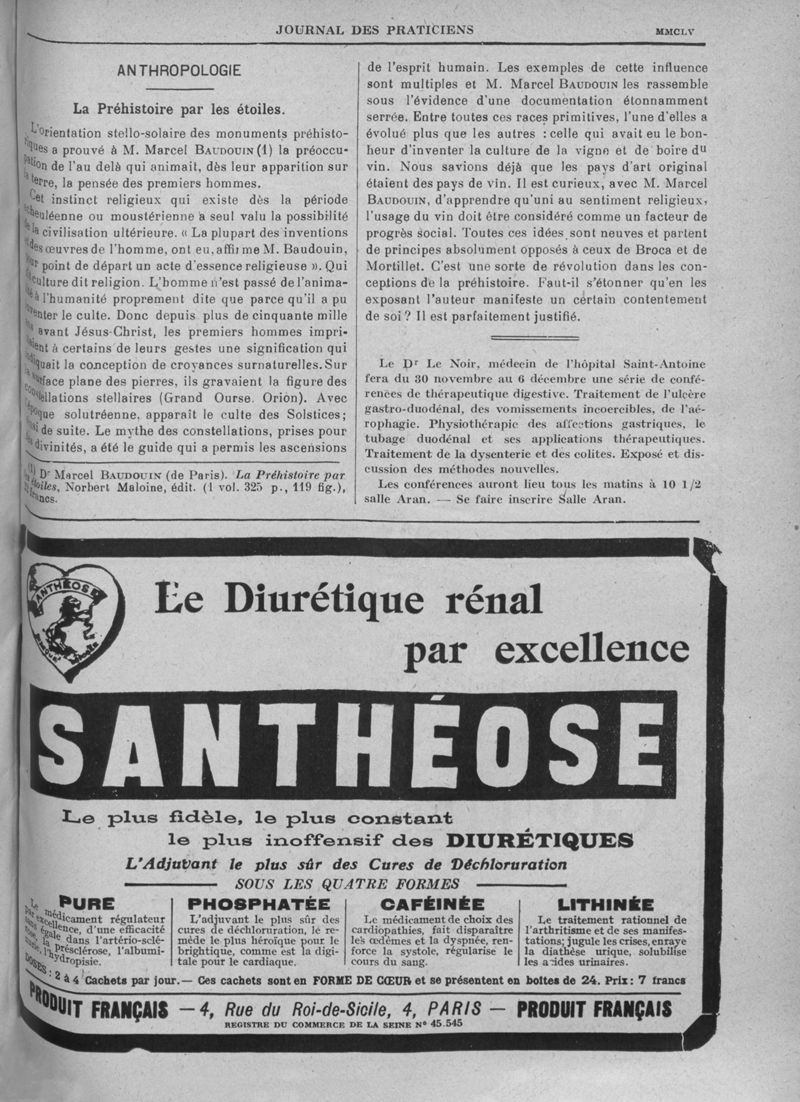 JOURNAL DES PRATICIENS
MMCLV
ANTHROPOLOGIE
La Préhistoire par les étoiles.
L'orientation stello-solaire des monuments préhisto-
riques a prouvé à M. Marcel BAUDOUIN (1) la préoccu-
pation de l'au delà qui animait, dès leur apparition sur
la terre, la pensée des premiers hommes.
Cet instinct religieux qui existe dès la période
acheuléenne ou moustérienne a seul valu la possibilité
de la civilisation ultérieure. « La plupart des inventions
des œuvres de l'homme, ont eu, affirme M. Baudouin,
pour point de départ un acte d'essence religieuse ». Qui
culture dit religion. L'homme n'est passé de l'anima-
lité à l'humanité proprement dite que parce qu'il a pu
inventer le culte. Donc depuis plus de cinquante mille
ans avant Jésus-Christ, les premiers hommes impri-
maient à certains de leurs gestes une signification qui
indiquait la conception de croyances surnaturelles. Sur
la surface plane des pierres, ils gravaient la figure des
constellations stellaires (Grand Ourse. Orion). Avec
l'époque solutréenne, apparaît le culte des Solstices;
ainsi de suite. Le mythe des constellations, prises pour
des divinités, a été le guide qui a permis les ascensions
(1) Dr Marcel BAUDOUIN (de Paris). La Préhistoire par
les étoiles, Norbert Maloine, édit. (1 vol. 325 p., 119 fig.),
francs.
de l'esprit humain. Les exemples de cette influence
sont multiples et M. Marcel BAUDOUIN les rassemble
sous l'évidence d'une documentation étonnamment
serrée. Entre toutes ces races primitives, l'une d'elles a
évolué plus que les autres : celle qui avait eu le bon-
heur d'inventer la culture de la vigne et de boire du
vin. Nous savions déjà que les pays d'art original
étaient des pays de vin. Il est curieux, avec M. Marcel
BAUDOUIN, d'apprendre qu'uni au sentiment religieux,
l'usage du vin doit être considéré comme un facteur de
progrès social. Toutes ces idées sont neuves et partent
de principes absolument opposés à ceux de Broca et de
Mortillet. C'est une sorte de révolution dans les con-
ceptions de la préhistoire. Faut-il s'étonner qu'en les
exposant l'auteur manifeste un certain contentement
de soi ? Il est parfaitement justifié.
Le Dr Le Noir, médecin de l'hôpital Saint-Antoine
fera du 30 novembre au 6 décembre une série de confé-
rences de thérapeutique digestive. Traitement de l'ulcère
gastro-duodénal, des vomissements incoercibles, de l'aé-
rophagie. Physiothérapie des affections gastriques, le
tubage duodénal et ses applications thérapeutiques.
Traitement de la dysenterie et des colites. Exposé et dis-
cussion des méthodes nouvelles.
Les conférences auront lieu tous les matins à 10 1/2
salle Aran. — Se faire inscrire Salle Aran.
SANTHÉOSE
Le Diurétique rénal
par excellence
SANTHÉOSE
Le plus fidèle, le plus constant
le plus inoffensif des DIURÉTIQUES
L'Adjuvant le plus sûr des Cures de Déchloruration
SOUS LES QUATRE FORMES
PURE
Le médicament régulateur
par excellence, d'une efficacité
sans égale dans l'artério-sclé-
rose, la présclérose, l'albumi-
nurie, l'hydropisie.
PHOSPHATÉE
L'adjuvant le plus sûr des
cures de déchloruration, le re-
mède le plus héroïque pour le
brightique, comme est la digi-
tale pour le cardiaque.
CAFÉINÉE
Le médicament de choix des
cardiopathies, fait disparaître
les œdèmes et la dyspnée, ren-
force la systole, régularise le
cours du sang.
LITHINÉE
Le traitement rationnel de
l'arthritisme et de ses manifes-
tations; jugule les crises, enraye
la diathèse urique, solubilise
les acides urinaires.
DOSES : 2 à 4 Cachets par jour. — Ces cachets sont en FORME DE CŒUR et se présentent en boites de 24. Prix : 7 francs
PRODUIT FRANÇAIS — 4, Rue du Roi-de-Sicile, 4, PARIS — PRODUIT FRANÇAIS
REGISTRE DU COMMERCE DE LA SEINE N° 45.545